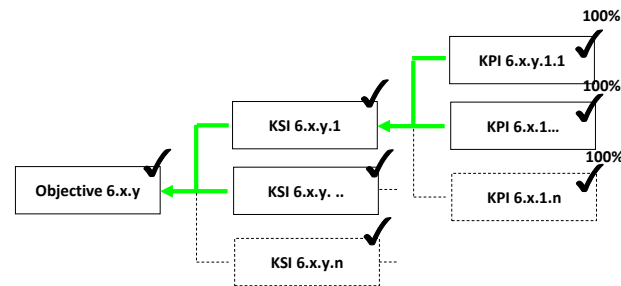 100%
KPI 6.x.y.1.1
100%
KSI 6.x.y.1
KPI 6.x.1...
100%
Objective 6.x.y
KSI 6.x.y. ..
KPI 6.x.1.n
KSI 6.x.y.n